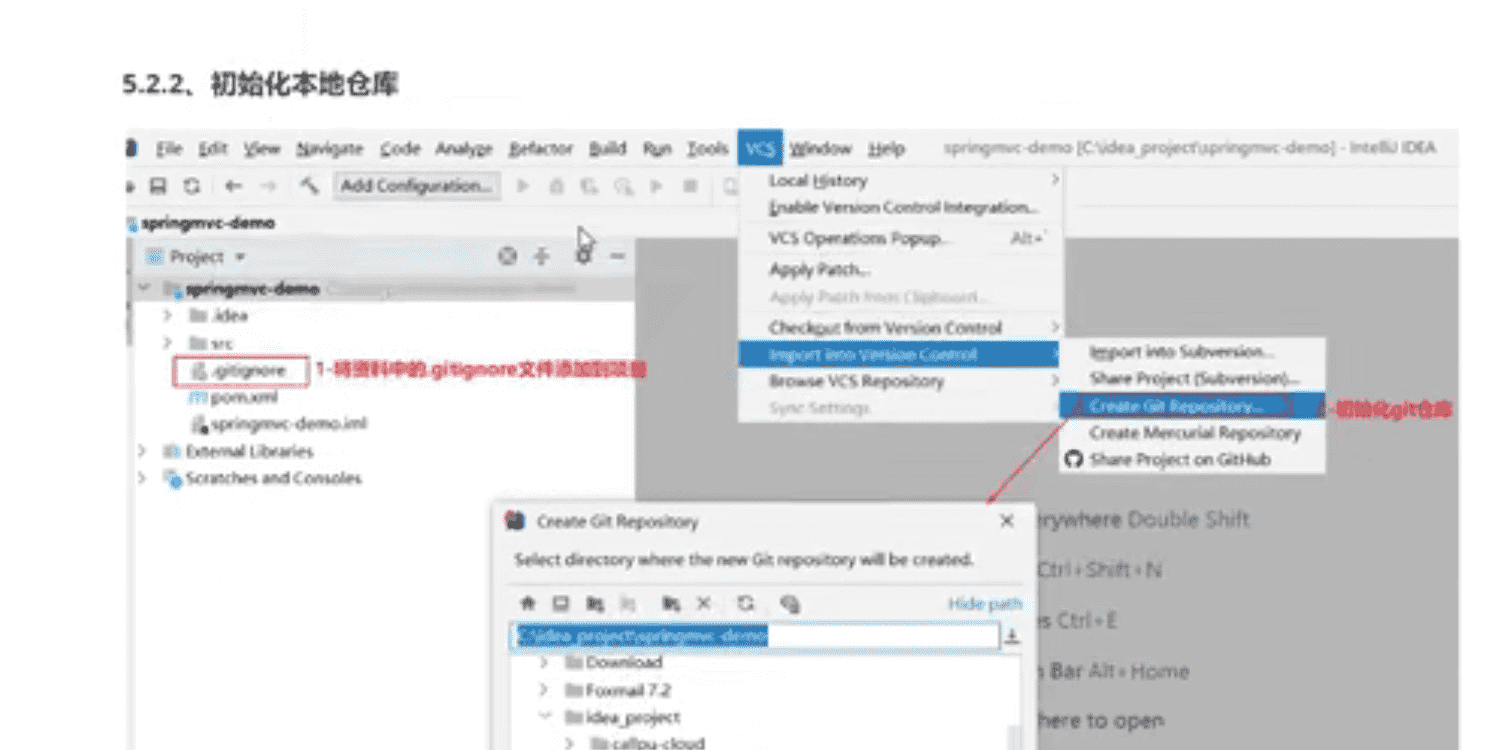 5.2.2、初始化本地仓库
File Edit View Navigate Code Analyze Refactor Build Run Tools VCS Window Help springmvc-demo [C:\idea_project\springmvc-demo] - IntelliJ IDEA
Add Configuration...
springmvc-demo
Project
springmvc-demo
.idea
src
.gitignore
1-将资料中的.gitignore文件添加到项目
pom.xml
springmvc-demo.iml
External Libraries
Scratches and Consoles
Local History
Enable Version Control Integration...
VCS Operations Popup... Alt+`
Apply Patch...
Apply Patch from Clipboard...
Checkout from Version Control
Import into Version Control
Browse VCS Repository
Sync Settings
Import into Subversion...
Share Project (Subversion)...
Create Git Repository...
-初始化git仓库
Create Mercurial Repository
Share Project on GitHub
Create Git Repository
Select directory where the new Git repository will be created.
Hide path
C:\idea_project\springmvc-demo
Download
Foxmail 7.2
idea_project
erywhere Double Shift
Ctrl+Shift+N
es Ctrl+E
n Bar Alt+Home
here to open